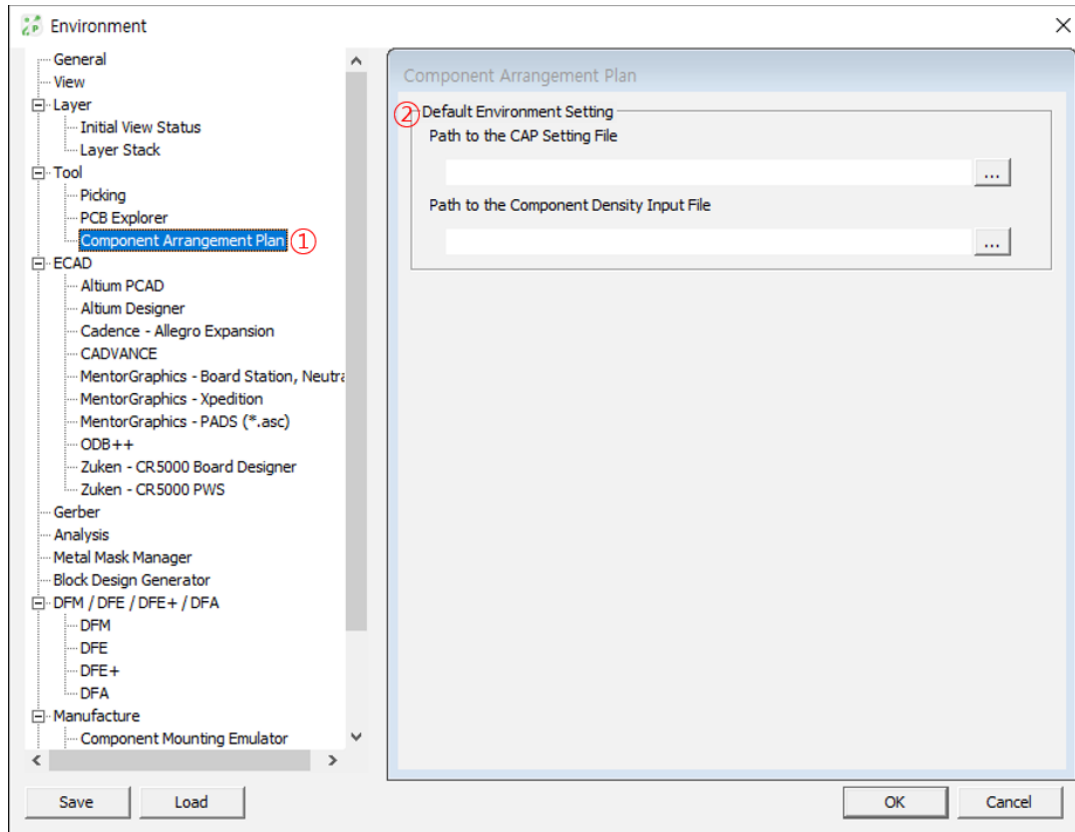 Environment
General
View
Layer
Initial View Status
Layer Stack
Tool
Picking
PCB Explorer
Component Arrangement Plan ①
ECAD
Altium PCAD
Altium Designer
Cadence - Allegro Expansion
CADVANCE
MentorGraphics - Board Station, Neutra
MentorGraphics - Xpedition
MentorGraphics - PADS (*.asc)
ODB++
Zuken - CR5000 Board Designer
Zuken - CR5000 PWS
Gerber
Analysis
Metal Mask Manager
Block Design Generator
DFM / DFE / DFE+ / DFA
DFM
DFE
DFE+
DFA
Manufacture
Component Mounting Emulator
Component Arrangement Plan
② Default Environment Setting
Path to the CAP Setting File
...
Path to the Component Density Input File
...
Save
Load
OK
Cancel